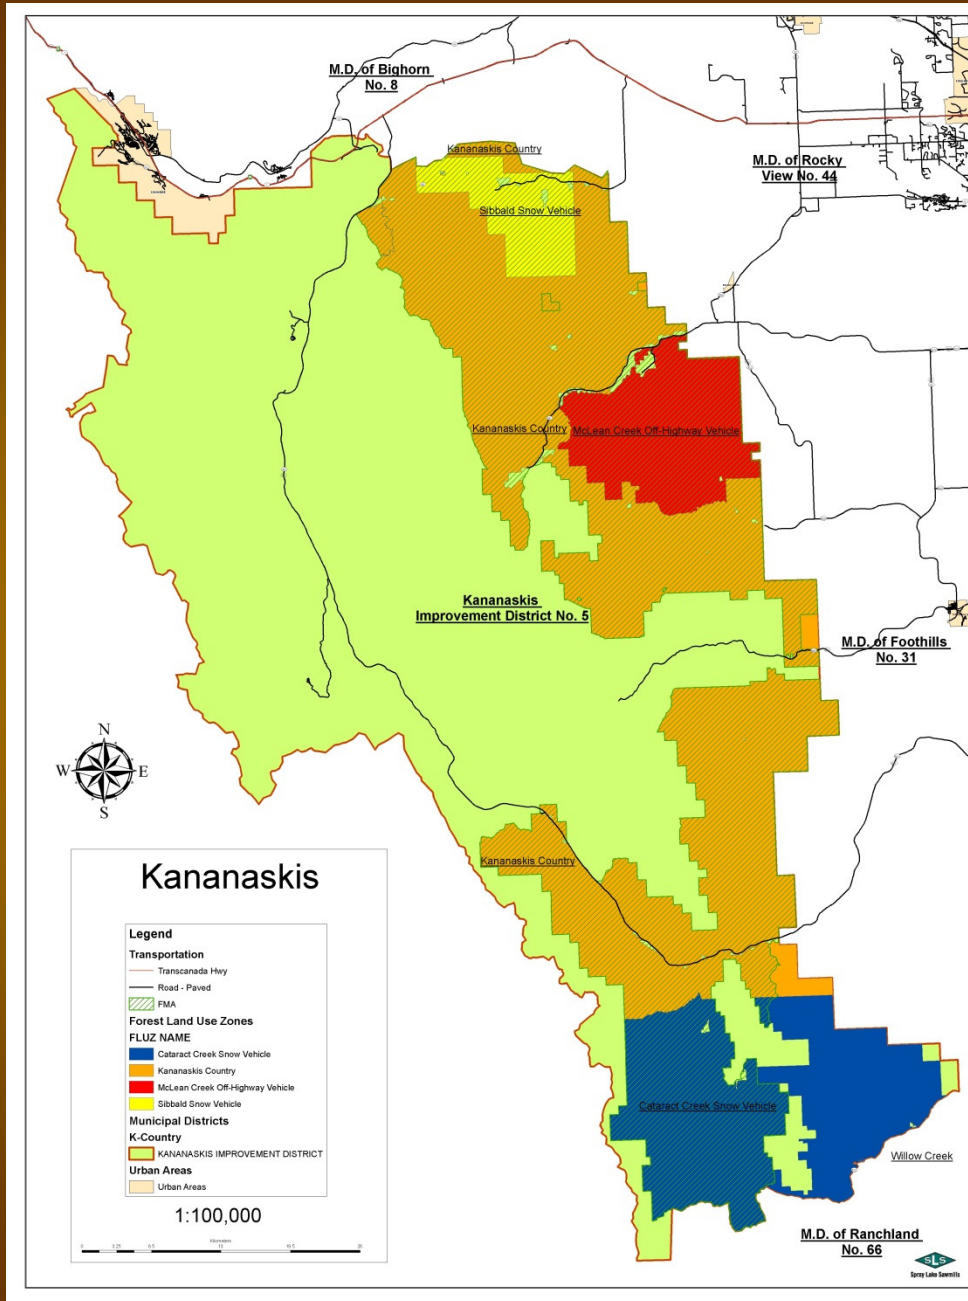 M.D. of Bighorn
No. 8
Kananaskis Country
M.D. of Rocky
View No. 44
Sibbald Snow Vehicle
Kananaskis Country
McLean Creek Off-Highway Vehicle
Kananaskis
Improvement District No. 5
M.D. of Foothills
No. 31
N
W
E
S
Kananaskis Country
Kananaskis
Legend
Transportation
Transcanada Hwy
Road - Paved
FMA
Forest Land Use Zones
FLUZ NAME
Cataract Creek Snow Vehicle
Kananaskis Country
McLean Creek Off-Highway Vehicle
Sibbald Snow Vehicle
Municipal Districts
K-Country
KANANASKIS IMPROVEMENT DISTRICT
Urban Areas
Urban Areas
1:100,000
Kilometers
Cataract Creek Snow Vehicle
Willow Creek
M.D. of Ranchland
No. 66
SLS
Spray Lake Sawmills